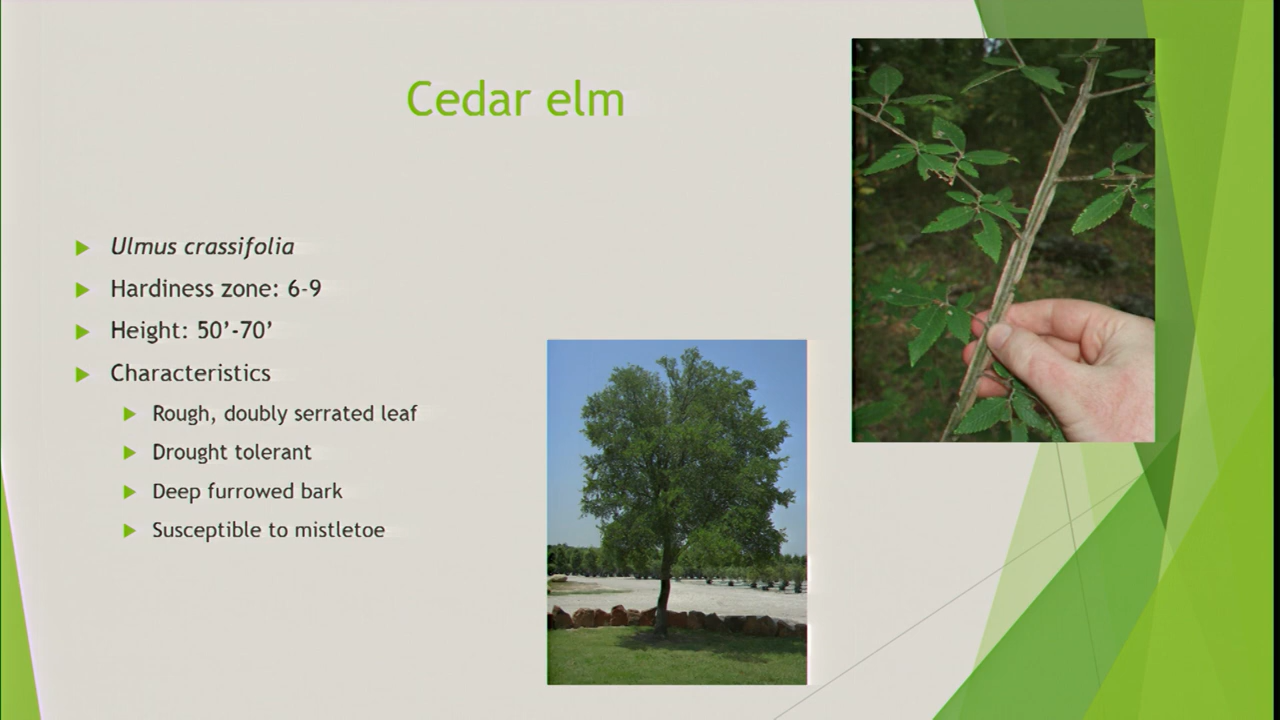 Cedar elm
Ulmus crassifolia
Hardiness zone: 6-9
Height: 50’-70’
Characteristics
Rough, doubly serrated leaf
Drought tolerant
Deep furrowed bark
Susceptible to mistletoe